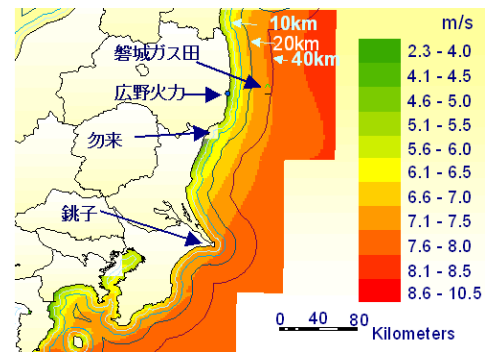 10km
20km
40km
磐城ガス田
広野火力
勿来
銚子
m/s
2.3 - 4.0
4.1 - 4.5
4.6 - 5.0
5.1 - 5.5
5.6 - 6.0
6.1 - 6.5
6.6 - 7.0
7.1 - 7.5
7.6 - 8.0
8.1 - 8.5
8.6 - 10.5
0 40 80
Kilometers